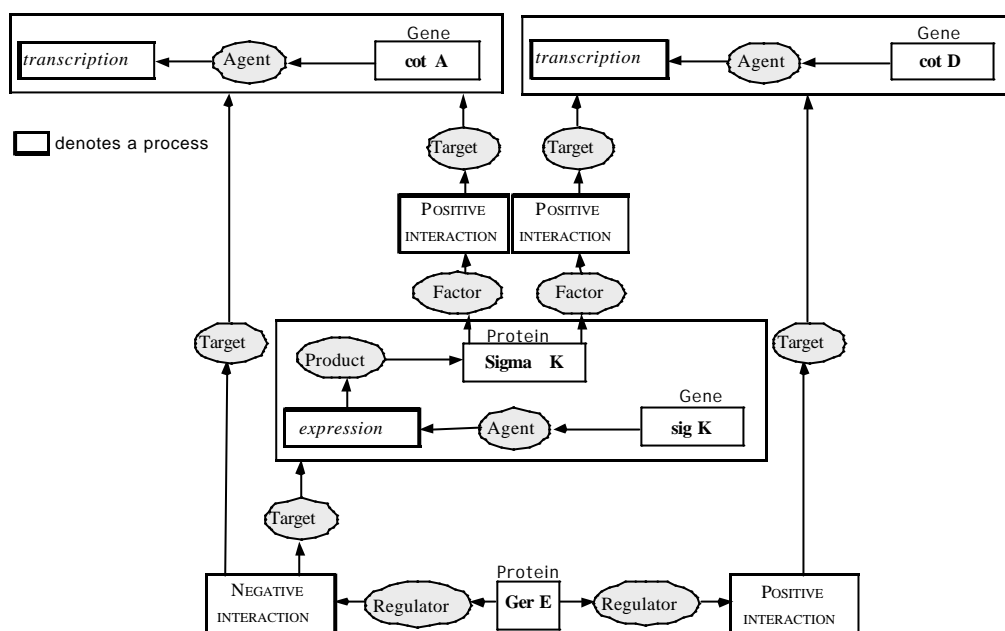 Gene
transcription
Agent
cot A
Gene
transcription
Agent
cot D
denotes a process
Target
Target
POSITIVE
INTERACTION
POSITIVE
INTERACTION
Factor
Factor
Target
Target
Protein
Product
Sigma K
Gene
expression
Agent
sig K
Target
Protein
NEGATIVE
INTERACTION
Regulator
Ger E
Regulator
POSITIVE
INTERACTION